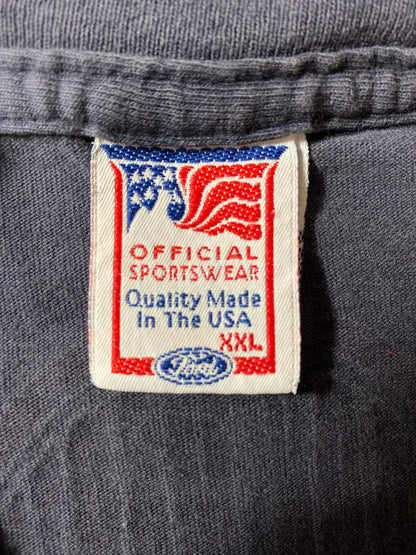 OFFICIAL
SPORTSWEAR
Quality Made
In The USA
XXL